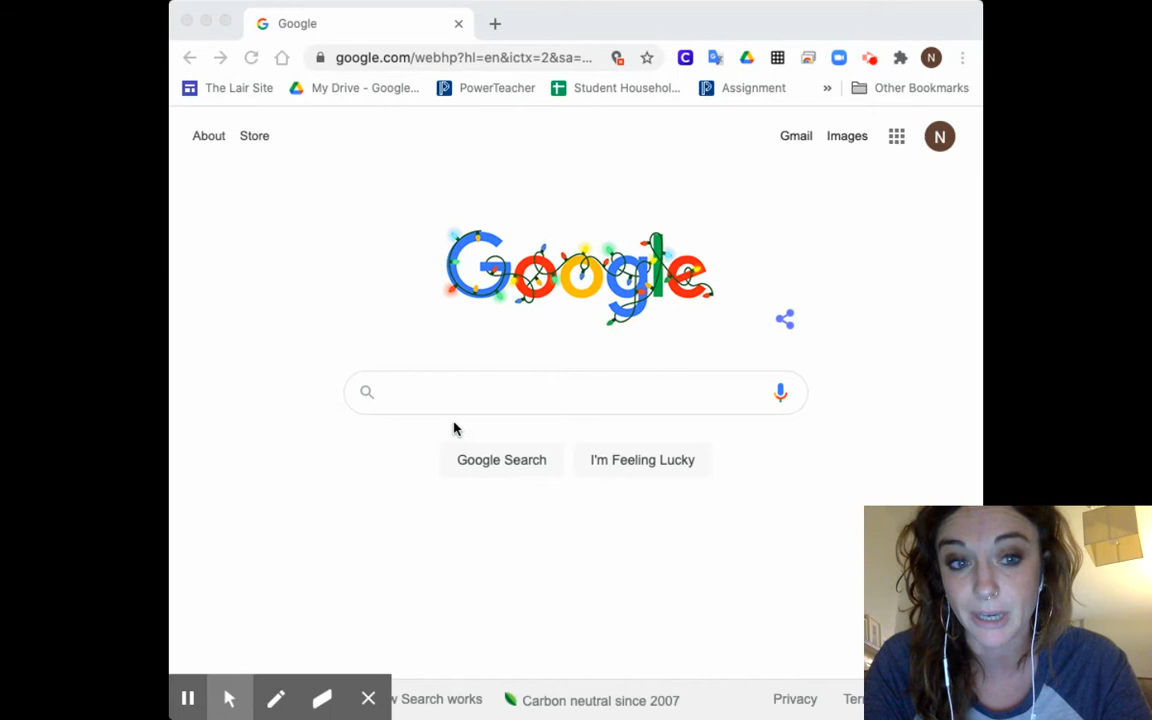 Google
google.com/webhp?hl=en&ictx=2&sa=...
N
The Lair Site
My Drive - Google...
PowerTeacher
Student Househol...
Assignment
»
Other Bookmarks
About
Store
Gmail
Images
N
Google
Google Search
I'm Feeling Lucky
w Search works
Carbon neutral since 2007
Privacy
Ter